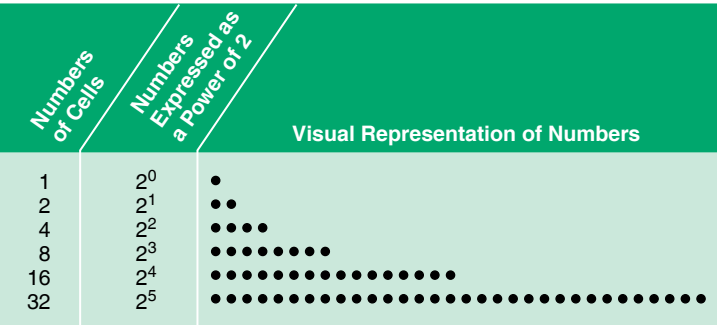 Numbers
of Cells
Numbers
Expressed as
a Power of 2
Visual Representation of Numbers
1 2⁰
2 2¹
4 2²
8 2³
16 2⁴
32 2⁵